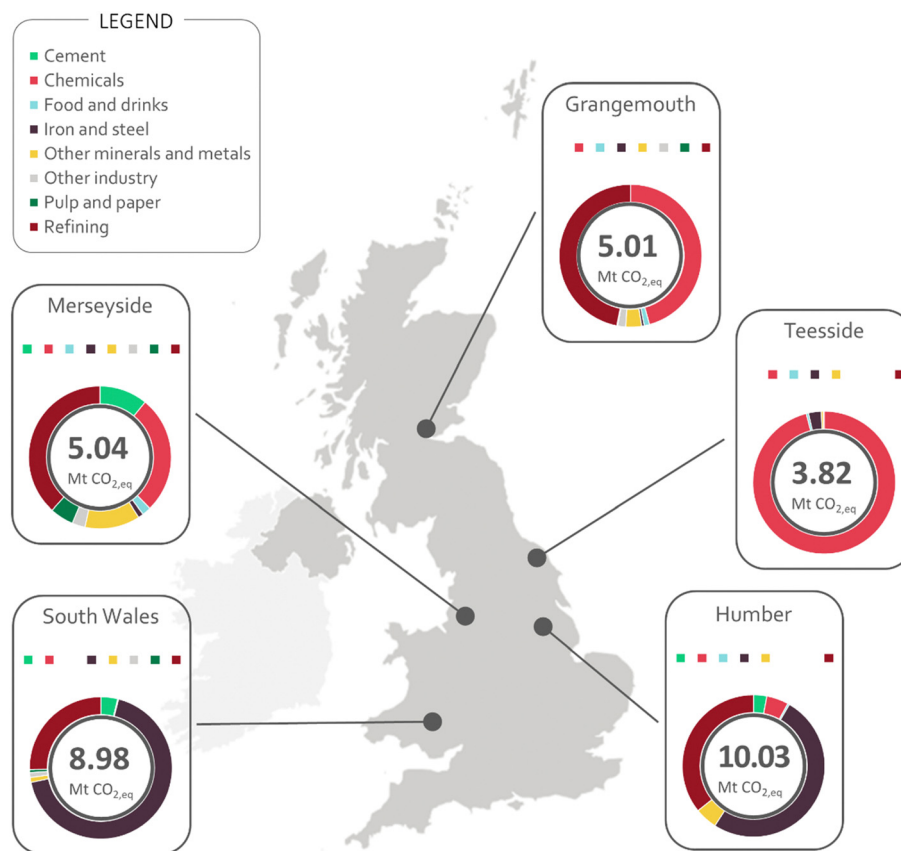 LEGEND
Cement
Chemicals
Food and drinks
Iron and steel
Other minerals and metals
Other industry
Pulp and paper
Refining
Grangemouth
5.01
Mt CO2,eq
Merseyside
5.04
Mt CO2,eq
Teesside
3.82
Mt CO2,eq
South Wales
8.98
Mt CO2,eq
Humber
10.03
Mt CO2,eq